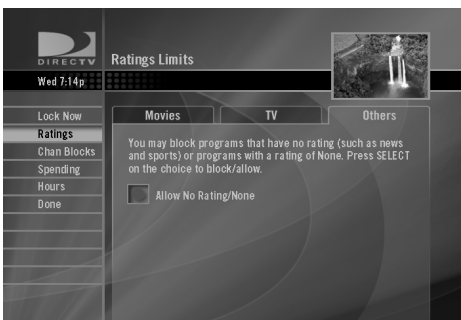 DIRECTV
Ratings Limits
Wed 7:14p
Lock Now
Ratings
Chan Blocks
Spending
Hours
Done
Movies
TV
Others
You may block programs that have no rating (such as news
and sports) or programs with a rating of None. Press SELECT
on the choice to block/allow.
Allow No Rating/None